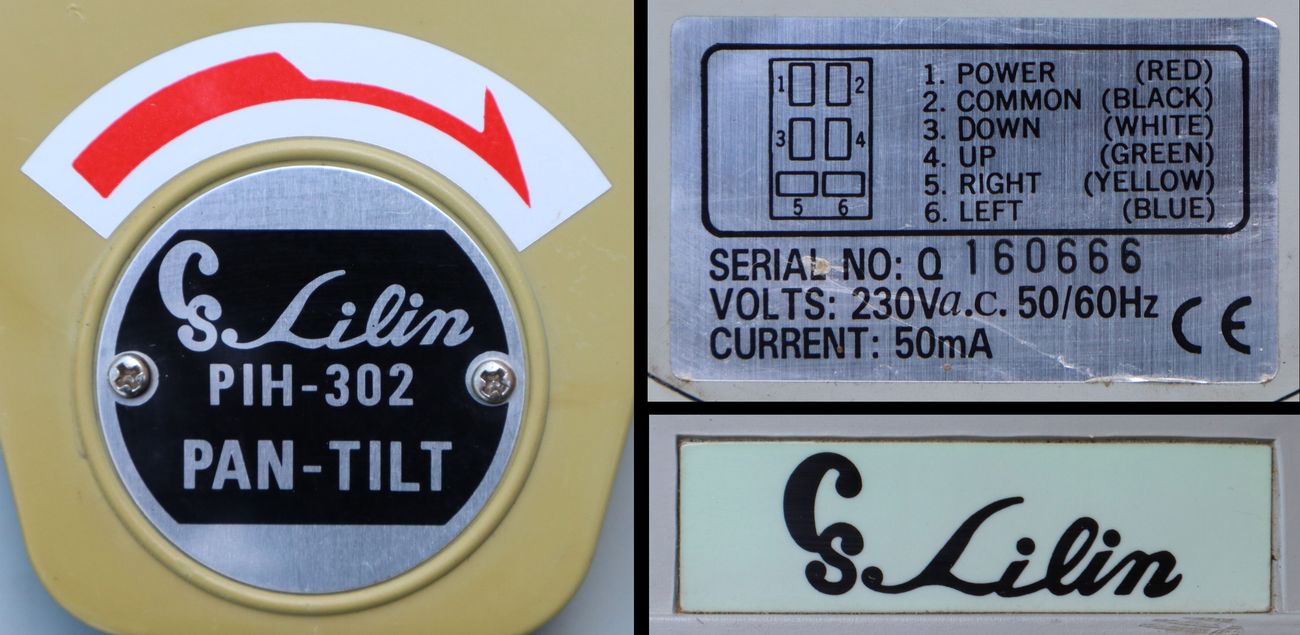 CS Lilin
PIH-302
PAN-TILT
1 2
3 4
5 6
1. POWER (RED)
2. COMMON (BLACK)
3. DOWN (WHITE)
4. UP (GREEN)
5. RIGHT (YELLOW)
6. LEFT (BLUE)
SERIAL NO: Q 160666
VOLTS: 230Va.c. 50/60Hz
CURRENT: 50mA CE
CS Lilin